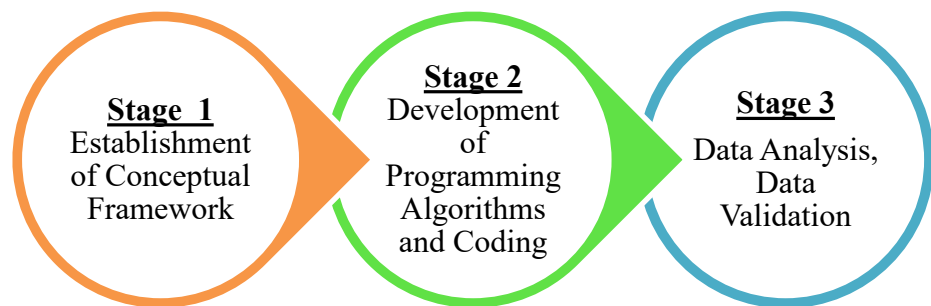 Stage 1
Establishment
of Conceptual
Framework
Stage 2
Development
of
Programming
Algorithms
and Coding
Stage 3
Data Analysis,
Data
Validation